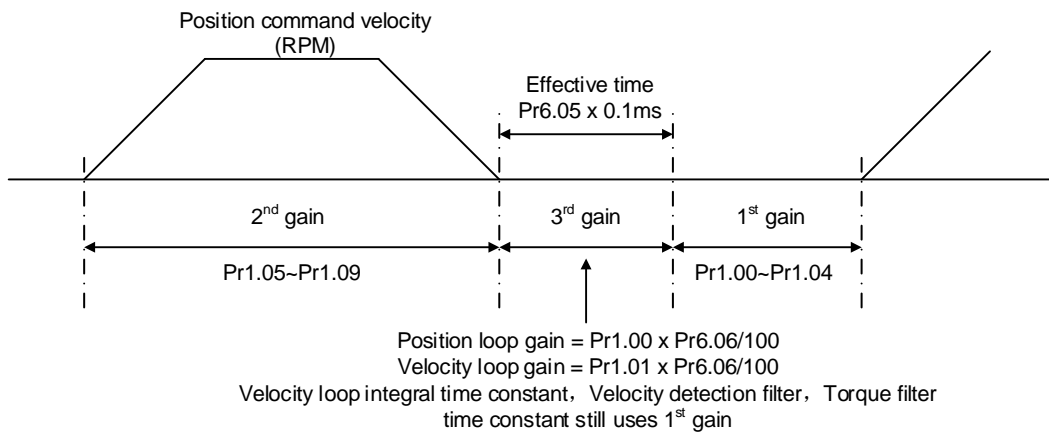 Position command velocity
(RPM)
Effective time
Pr6.05 x 0.1ms
2nd gain
3rd gain
1st gain
Pr1.05~Pr1.09
Pr1.00~Pr1.04
Position loop gain = Pr1.00 x Pr6.06/100
Velocity loop gain = Pr1.01 x Pr6.06/100
Velocity loop integral time constant，Velocity detection filter，Torque filter
time constant still uses 1st gain